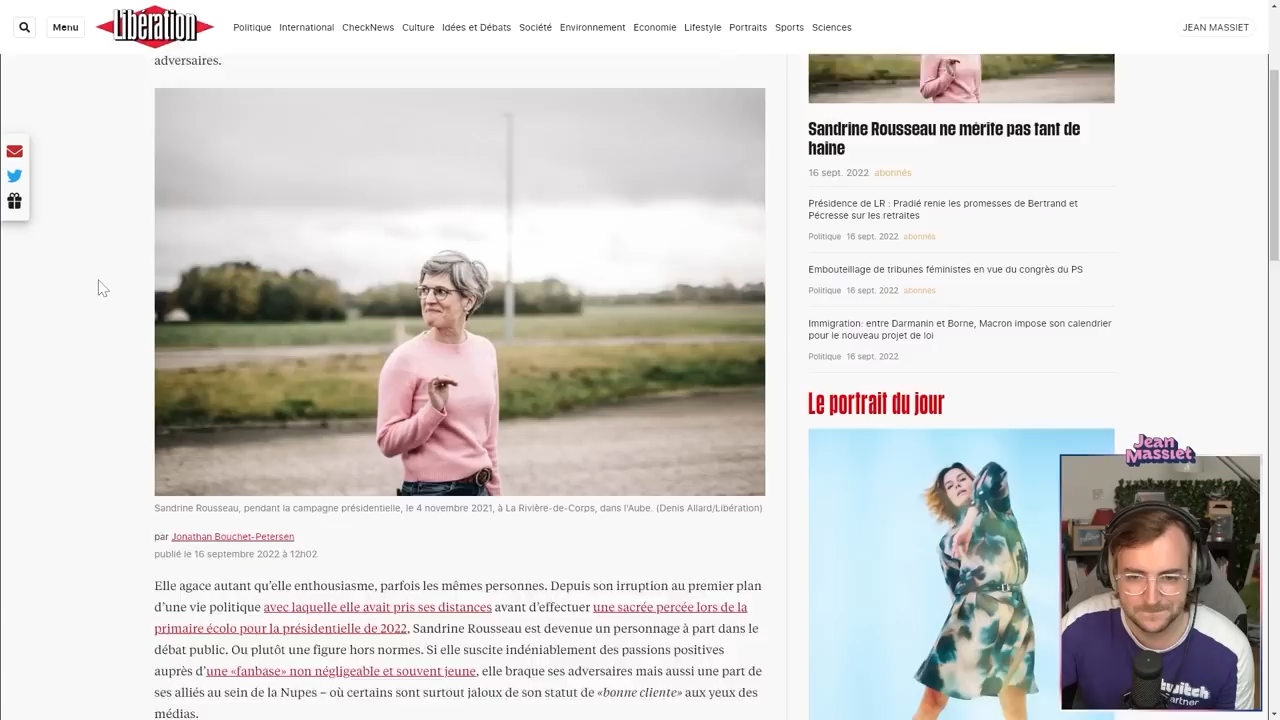 Menu
Libération
Politique International CheckNews Culture Idées et Débats Société Environnement Economie Lifestyle Portraits Sports Sciences
JEAN MASSIET
adversaires.
Sandrine Rousseau, pendant la campagne présidentielle, le 4 novembre 2021, à La Rivière-de-Corps, dans l'Aube. (Denis Allard/Libération)
par Jonathan Bouchet-Petersen
publié le 16 septembre 2022 à 12h02
Elle agace autant qu'elle enthousiasme, parfois les mêmes personnes. Depuis son irruption au premier plan
d'une vie politique avec laquelle elle avait pris ses distances avant d'effectuer une sacrée percée lors de la
primaire écolo pour la présidentielle de 2022, Sandrine Rousseau est devenue un personnage à part dans le
débat public. Ou plutôt une figure hors normes. Si elle suscite indéniablement des passions positives
auprès d'une «fanbase» non négligeable et souvent jeune, elle braque ses adversaires mais aussi une part de
ses alliés au sein de la Nupes – où certains sont surtout jaloux de son statut de «bonne cliente» aux yeux des
médias.
Sandrine Rousseau ne mérite pas tant de
haine
16 sept. 2022 abonnés
Présidence de LR : Pradié renie les promesses de Bertrand et
Pécresse sur les retraites
Politique 16 sept. 2022 abonnés
Embouteillage de tribunes féministes en vue du congrès du PS
Politique 16 sept. 2022 abonnés
Immigration: entre Darmanin et Borne, Macron impose son calendrier
pour le nouveau projet de loi
Politique 16 sept. 2022
Le portrait du jour
Jean
Massiet
twitch